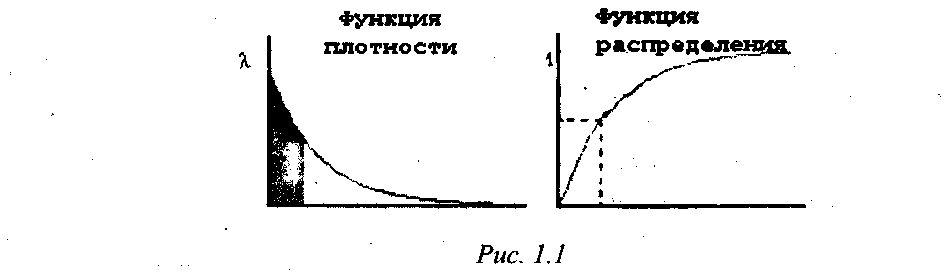 Функция
плотности
λ
Функция
распределения
1
Рис. 1.1